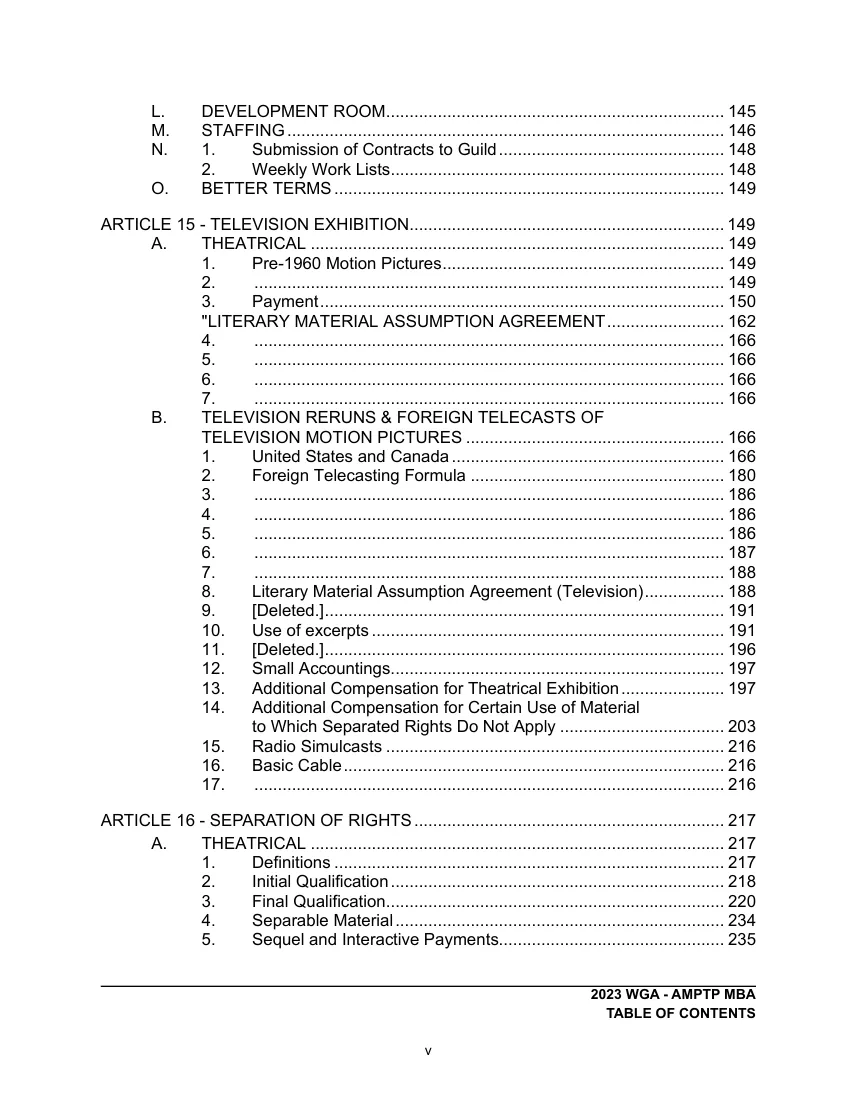 L. DEVELOPMENT ROOM.......................................................................... 145
M. STAFFING .............................................................................................. 146
N. 1. Submission of Contracts to Guild ................................................. 148
2. Weekly Work Lists........................................................................ 148
O. BETTER TERMS .................................................................................... 149
ARTICLE 15 - TELEVISION EXHIBITION................................................................... 149
A. THEATRICAL ......................................................................................... 149
1. Pre-1960 Motion Pictures............................................................. 149
2. ..................................................................................................... 149
3. Payment....................................................................................... 150
"LITERARY MATERIAL ASSUMPTION AGREEMENT ......................... 162
4. ..................................................................................................... 166
5. ..................................................................................................... 166
6. ..................................................................................................... 166
7. ..................................................................................................... 166
B. TELEVISION RERUNS & FOREIGN TELECASTS OF
TELEVISION MOTION PICTURES ....................................................... 166
1. United States and Canada ........................................................... 166
2. Foreign Telecasting Formula ....................................................... 180
3. ..................................................................................................... 186
4. ..................................................................................................... 186
5. ..................................................................................................... 186
6. ..................................................................................................... 187
7. ..................................................................................................... 188
8. Literary Material Assumption Agreement (Television)................. 188
9. [Deleted.]...................................................................................... 191
10. Use of excerpts ............................................................................ 191
11. [Deleted.]...................................................................................... 196
12. Small Accountings........................................................................ 197
13. Additional Compensation for Theatrical Exhibition ...................... 197
14. Additional Compensation for Certain Use of Material
to Which Separated Rights Do Not Apply ................................... 203
15. Radio Simulcasts ......................................................................... 216
16. Basic Cable .................................................................................. 216
17. ..................................................................................................... 216
ARTICLE 16 - SEPARATION OF RIGHTS .................................................................. 217
A. THEATRICAL ......................................................................................... 217
1. Definitions .................................................................................... 217
2. Initial Qualification ........................................................................ 218
3. Final Qualification......................................................................... 220
4. Separable Material ....................................................................... 234
5. Sequel and Interactive Payments................................................. 235
2023 WGA - AMPTP MBA
TABLE OF CONTENTS
v